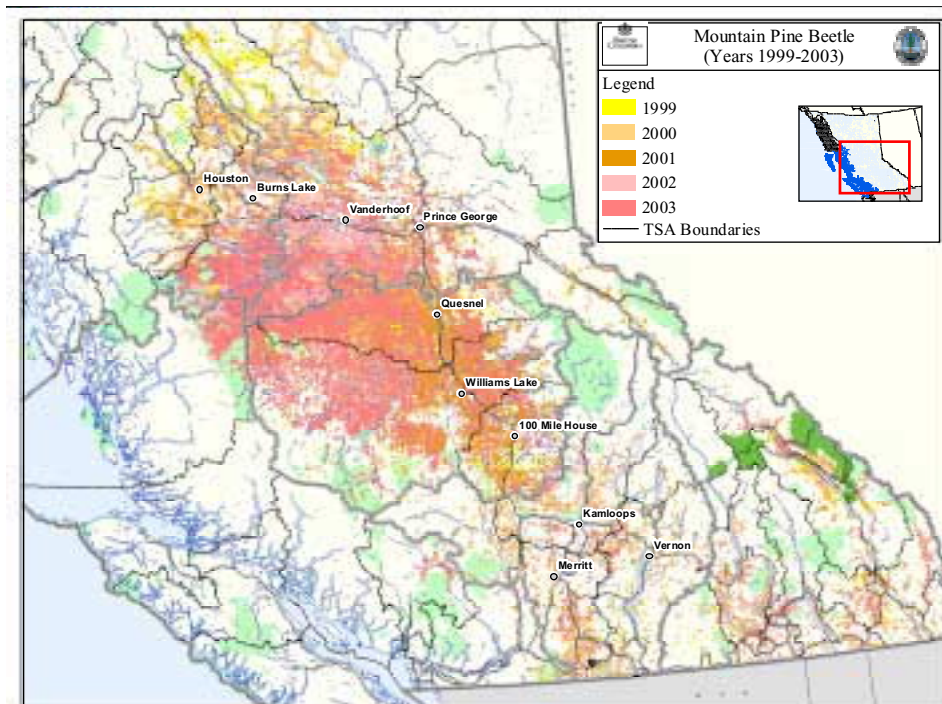 Mountain Pine Beetle
(Years 1999-2003)
Legend
1999
2000
2001
2002
2003
TSA Boundaries
Houston
Burns Lake
Vanderhoof
Prince George
Quesnel
Williams Lake
100 Mile House
Kamloops
Vernon
Merritt